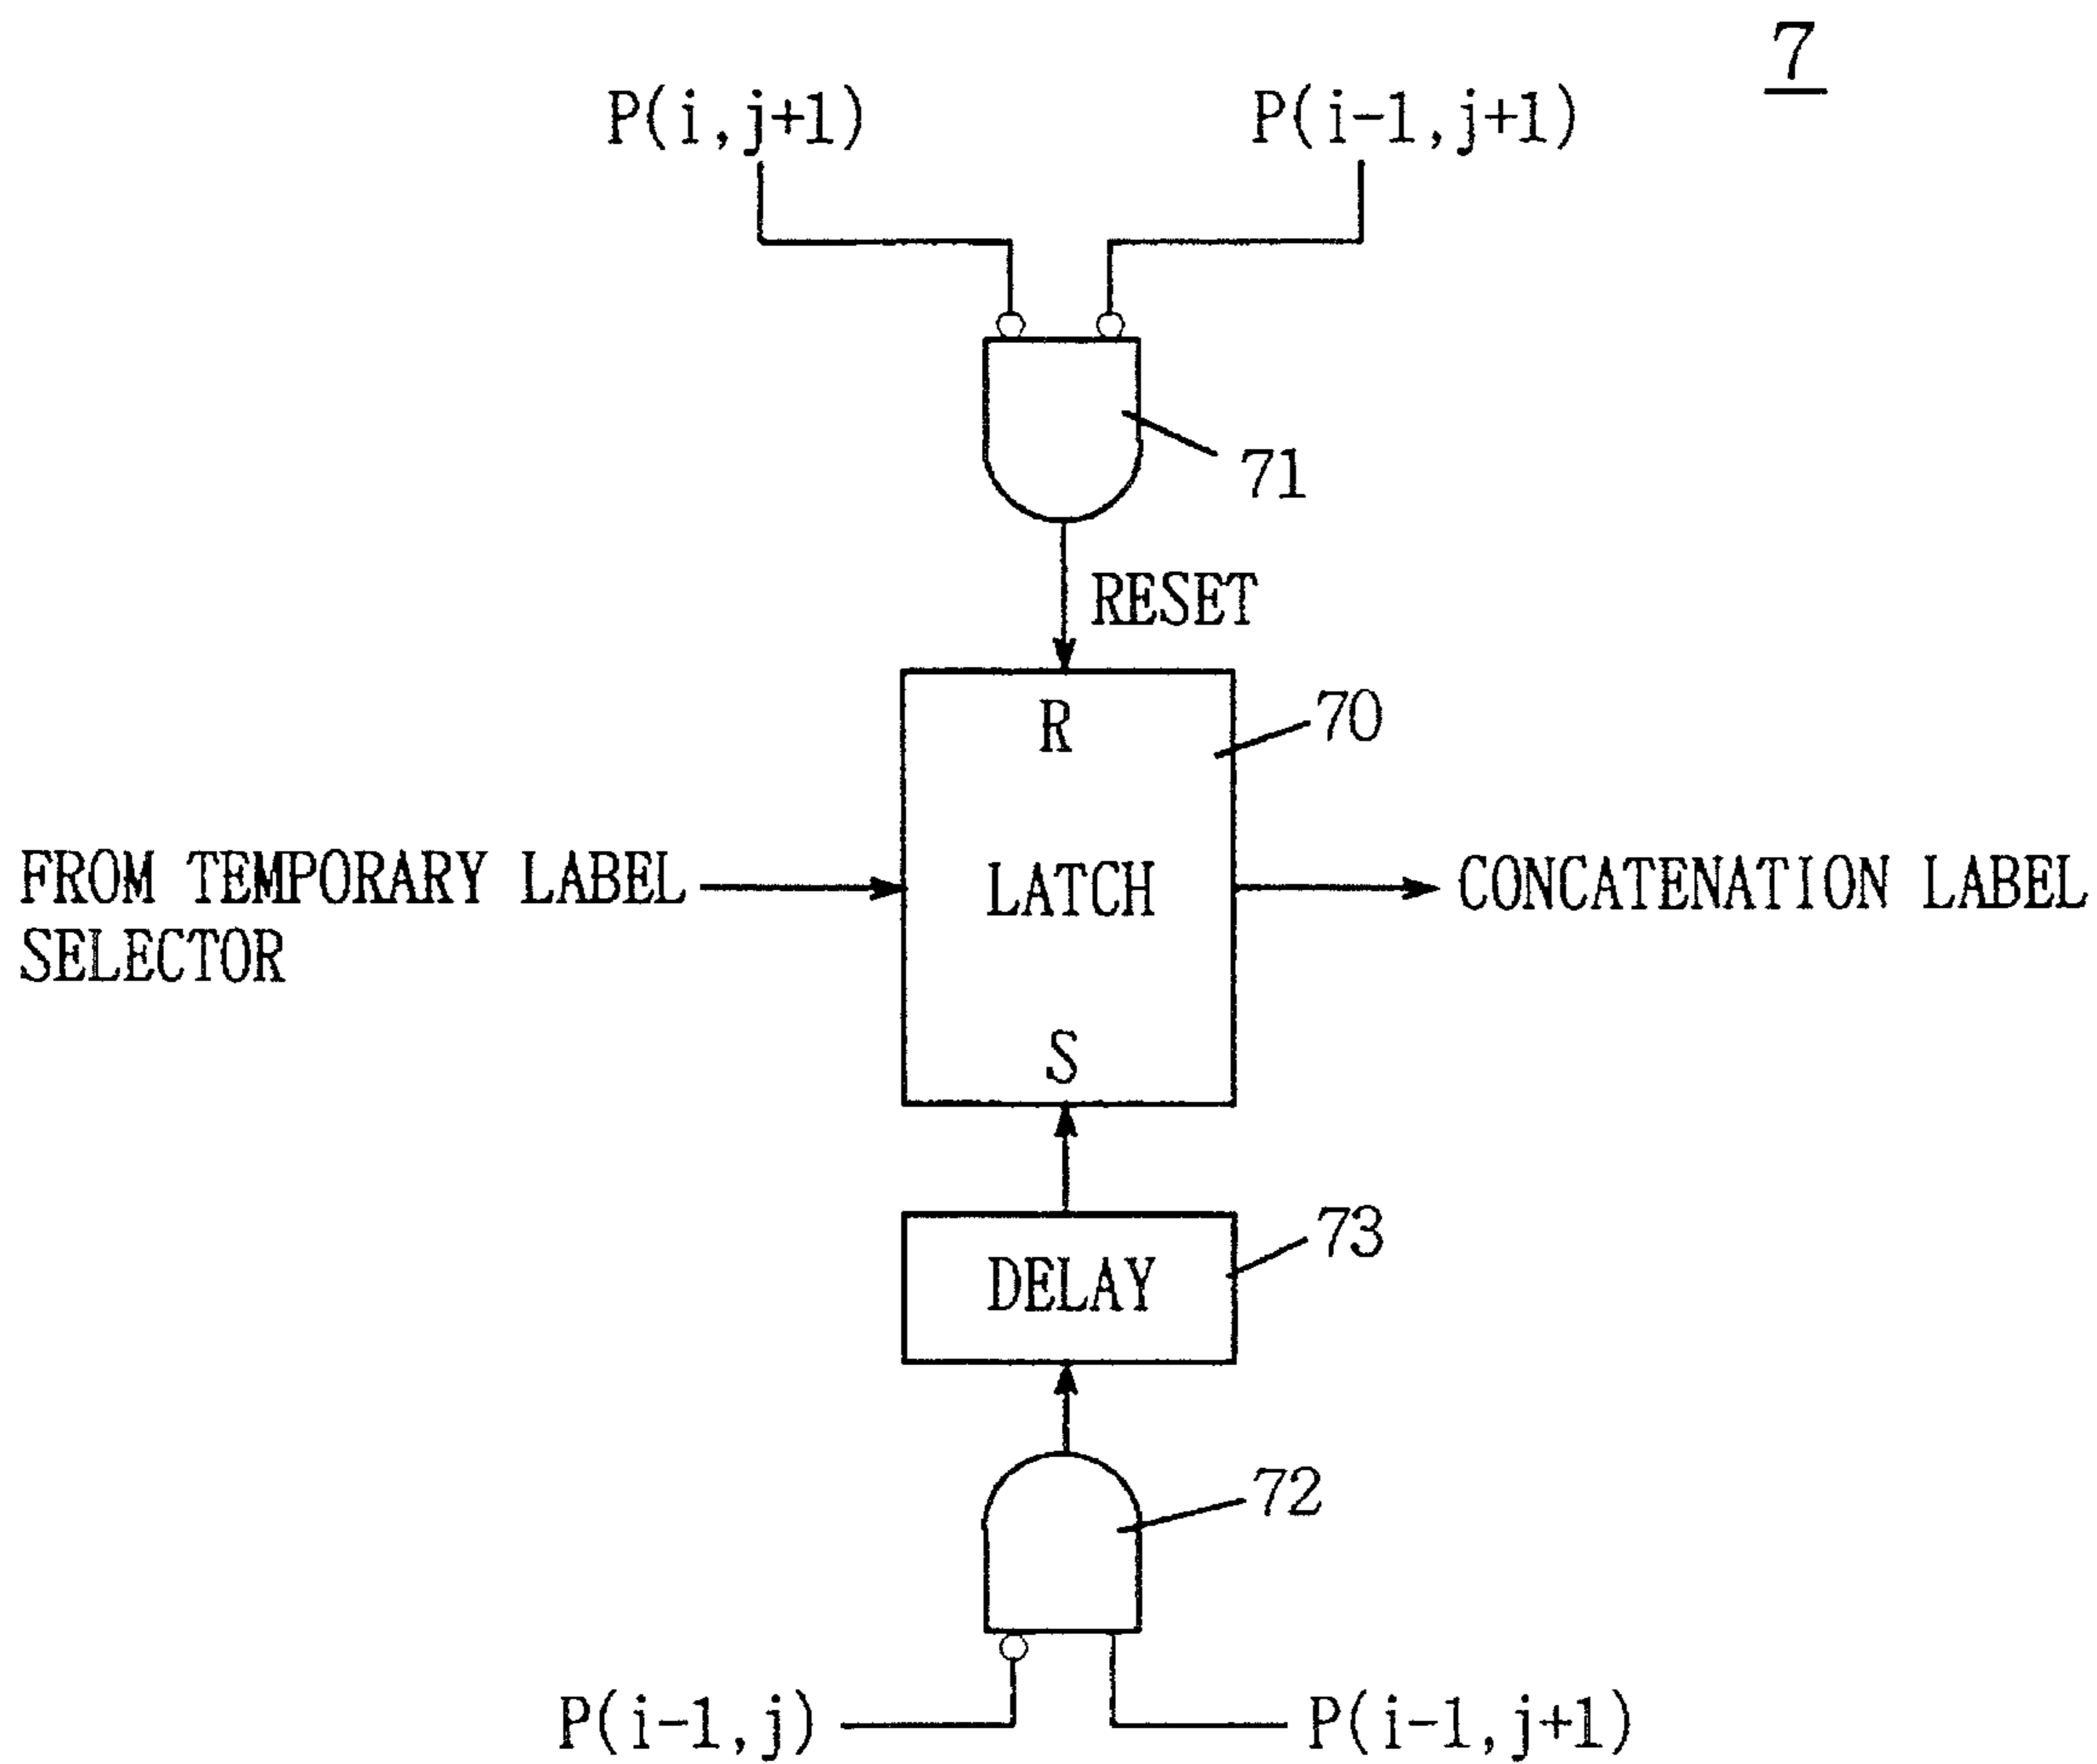 7
P(i,j+1)
P(i-1,j+1)
71
RESET
R
70
FROM TEMPORARY LABEL
SELECTOR
LATCH
CONCATENATION LABEL
S
73
DELAY
72
P(i-1,j)
P(i-1,j+1)